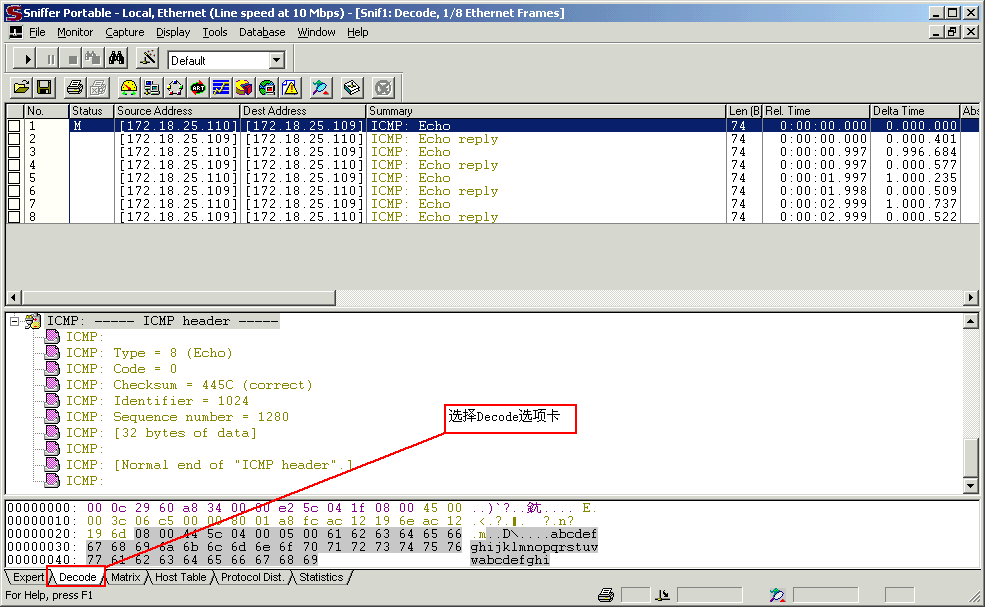 Sniffer Portable - Local, Ethernet (Line speed at 10 Mbps) - [Snif1: Decode, 1/8 Ethernet Frames]
File Monitor Capture Display Tools Database Window Help
Default
No. Status Source Address Dest Address Summary Len (B Rel. Time Delta Time Abs
1 M [172.18.25.110] [172.18.25.109] ICMP: Echo 74 0:00:00.000 0.000.000
2 [172.18.25.109] [172.18.25.110] ICMP: Echo reply 74 0:00:00.000 0.000.401
3 [172.18.25.110] [172.18.25.109] ICMP: Echo 74 0:00:00.997 0.996.684
4 [172.18.25.109] [172.18.25.110] ICMP: Echo reply 74 0:00:00.997 0.000.577
5 [172.18.25.110] [172.18.25.109] ICMP: Echo 74 0:00:01.997 1.000.235
6 [172.18.25.109] [172.18.25.110] ICMP: Echo reply 74 0:00:01.998 0.000.509
7 [172.18.25.110] [172.18.25.109] ICMP: Echo 74 0:00:02.999 1.000.737
8 [172.18.25.109] [172.18.25.110] ICMP: Echo reply 74 0:00:02.999 0.000.522
ICMP: ----- ICMP header -----
ICMP:
ICMP: Type = 8 (Echo)
ICMP: Code = 0
ICMP: Checksum = 445C (correct)
ICMP: Identifier = 1024
ICMP: Sequence number = 1280
ICMP: [32 bytes of data]
ICMP:
ICMP: [Normal end of "ICMP header".]
ICMP:
选择Decode选项卡
00000000: 00 0c 29 60 a8 34 00 e2 5c 04 1f 08 00 45 00 ..)`?..銃.... E.
00000010: 00 3c 06 c5 00 00 80 01 a8 fc ac 12 19 6e ac 12 .<.?.‖. ?.n?
00000020: 19 6d 08 00 44 5c 04 00 05 00 61 62 63 64 65 66 .m..D\....abcdef
00000030: 67 68 69 6a 6b 6c 6d 6e 6f 70 71 72 73 74 75 76 ghijklmnopqrstuv
00000040: 77 61 62 63 64 65 66 67 68 69 wabcdefghi
Expert Decode Matrix Host Table Protocol Dist. Statistics
For Help, press F1